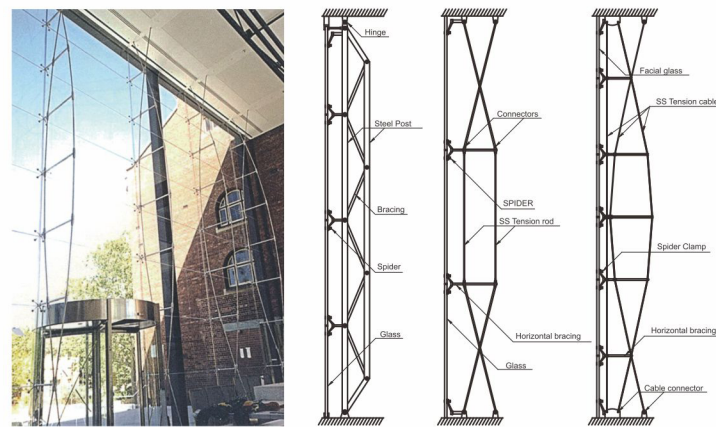 Hinge
Steel Post
Bracing
Spider
Glass
Connectors
SPIDER
SS Tension rod
Horizontal bracing
Glass
Facial glass
SS Tension cable
Spider Clamp
Horizontal bracing
Cable connector